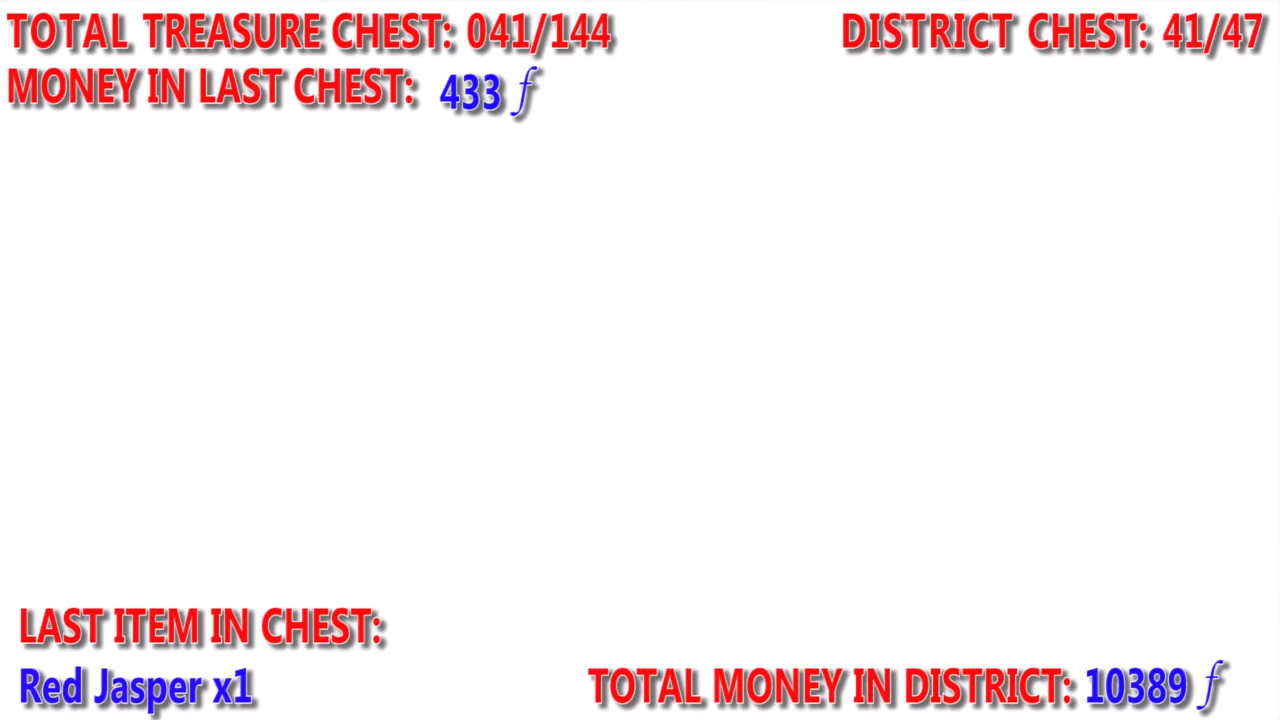 TOTAL TREASURE CHEST: 041/144
DISTRICT CHEST: 41/47
MONEY IN LAST CHEST: 433 ƒ
LAST ITEM IN CHEST:
Red Jasper x1
TOTAL MONEY IN DISTRICT: 10389 ƒ